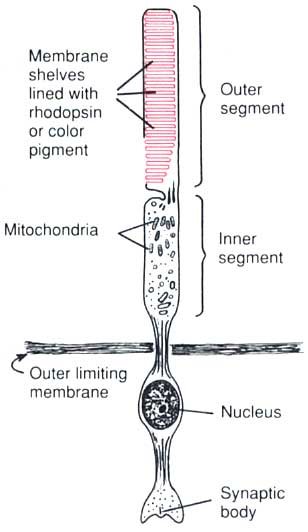 Membrane
shelves
lined with
rhodopsin
or color
pigment
Outer
segment
Mitochondria
Inner
segment
Outer limiting
membrane
Nucleus
Synaptic
body